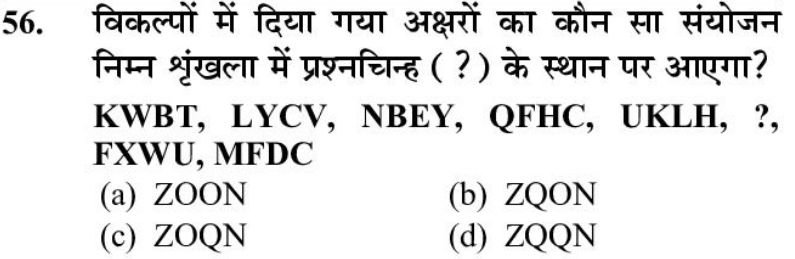 56. विकल्पों में दिया गया अक्षरों का कौन सा संयोजन
निम्न शृंखला में प्रश्नचिन्ह ( ? ) के स्थान पर आएगा?
KWBT, LYCV, NBEY, QFHC, UKLH, ?,
FXWU, MFDC
(a) ZOON (b) ZQON
(c) ZOQN (d) ZQQN